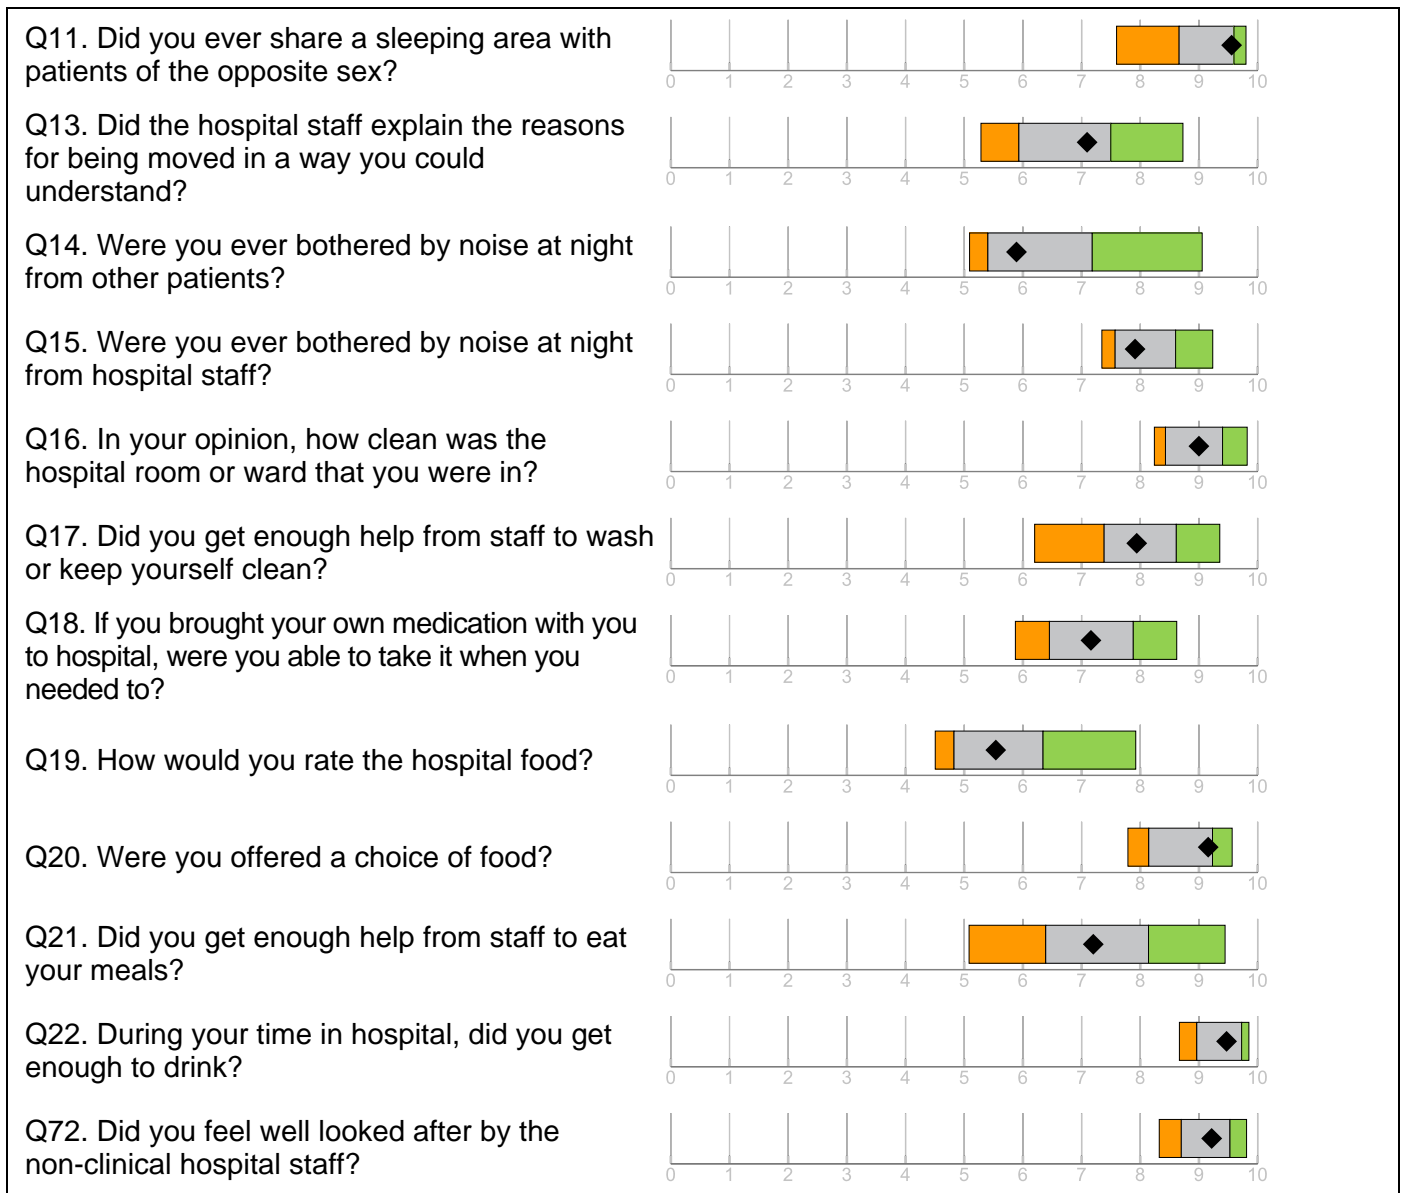 Q11. Did you ever share a sleeping area with
patients of the opposite sex?
0 1 2 3 4 5 6 7 8 9 10
Q13. Did the hospital staff explain the reasons
for being moved in a way you could
understand?
0 1 2 3 4 5 6 7 8 9 10
Q14. Were you ever bothered by noise at night
from other patients?
0 1 2 3 4 5 6 7 8 9 10
Q15. Were you ever bothered by noise at night
from hospital staff?
0 1 2 3 4 5 6 7 8 9 10
Q16. In your opinion, how clean was the
hospital room or ward that you were in?
0 1 2 3 4 5 6 7 8 9 10
Q17. Did you get enough help from staff to wash
or keep yourself clean?
0 1 2 3 4 5 6 7 8 9 10
Q18. If you brought your own medication with you
to hospital, were you able to take it when you
needed to?
0 1 2 3 4 5 6 7 8 9 10
Q19. How would you rate the hospital food?
0 1 2 3 4 5 6 7 8 9 10
Q20. Were you offered a choice of food?
0 1 2 3 4 5 6 7 8 9 10
Q21. Did you get enough help from staff to eat
your meals?
0 1 2 3 4 5 6 7 8 9 10
Q22. During your time in hospital, did you get
enough to drink?
0 1 2 3 4 5 6 7 8 9 10
Q72. Did you feel well looked after by the
non-clinical hospital staff?
0 1 2 3 4 5 6 7 8 9 10